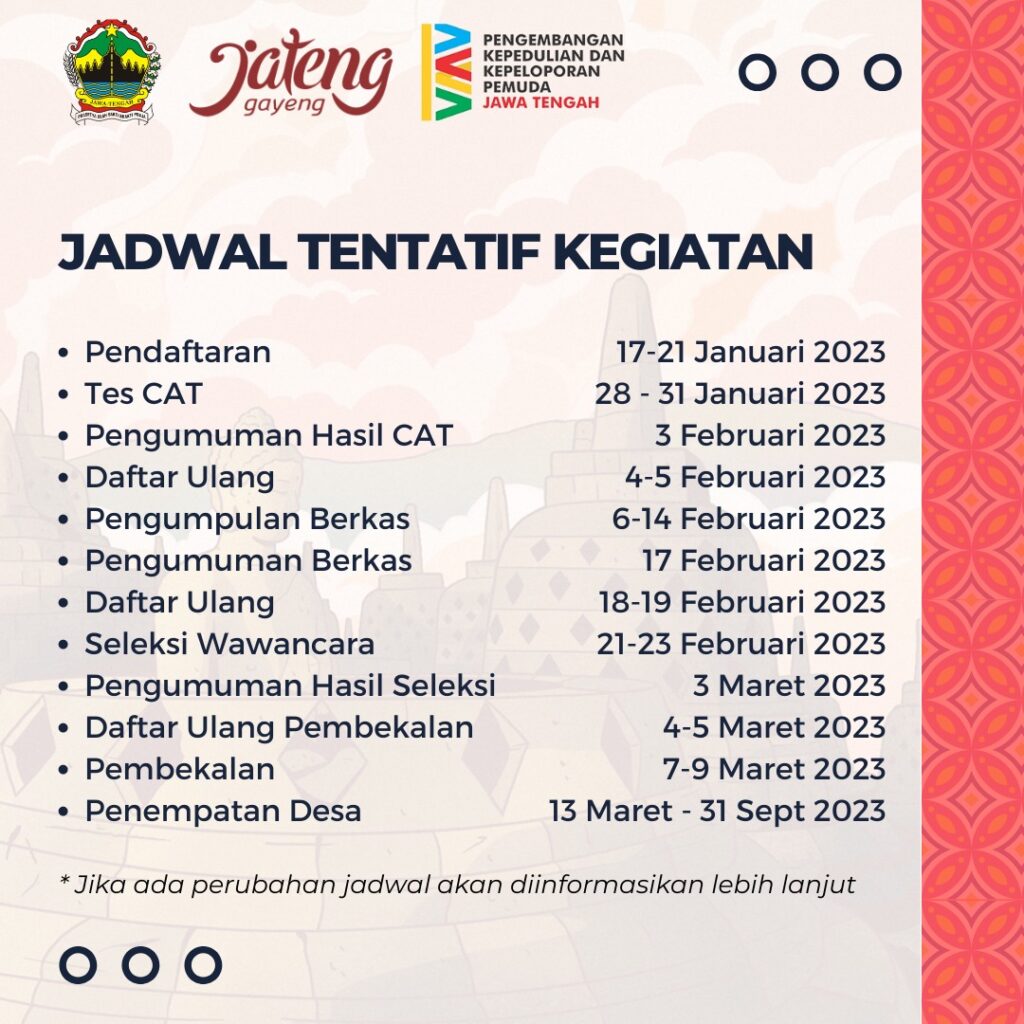 JAWA-TENGAH
Jateng
gayeng
PENGEMBANGAN
KEPEDULIAN DAN
KEPELOPORAN
PEMUDA
JAWA TENGAH
JADWAL TENTATIF KEGIATAN
• Pendaftaran 17-21 Januari 2023
• Tes CAT 28 - 31 Januari 2023
• Pengumuman Hasil CAT 3 Februari 2023
• Daftar Ulang 4-5 Februari 2023
• Pengumpulan Berkas 6-14 Februari 2023
• Pengumuman Berkas 17 Februari 2023
• Daftar Ulang 18-19 Februari 2023
• Seleksi Wawancara 21-23 Februari 2023
• Pengumuman Hasil Seleksi 3 Maret 2023
• Daftar Ulang Pembekalan 4-5 Maret 2023
• Pembekalan 7-9 Maret 2023
• Penempatan Desa 13 Maret - 31 Sept 2023
* Jika ada perubahan jadwal akan diinformasikan lebih lanjut